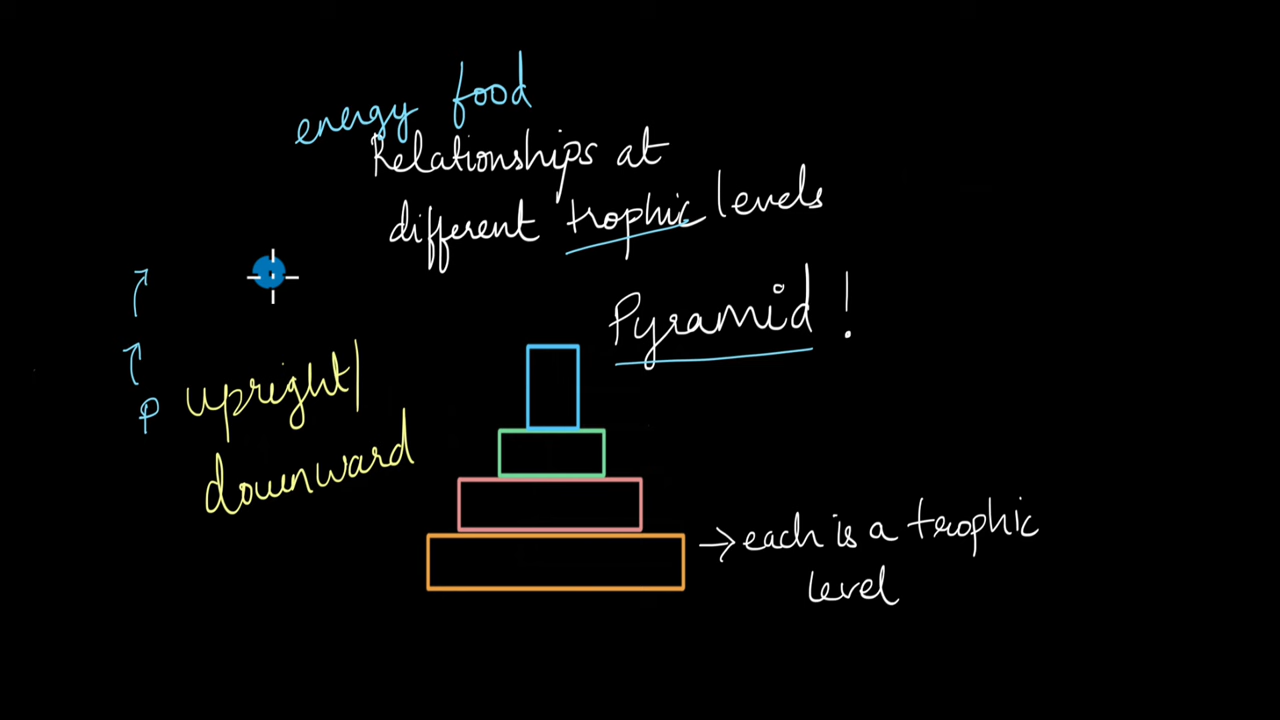 energy food
Relationships at
different trophic levels
Pyramid !
P upright/
downward
→ each is a trophic
level